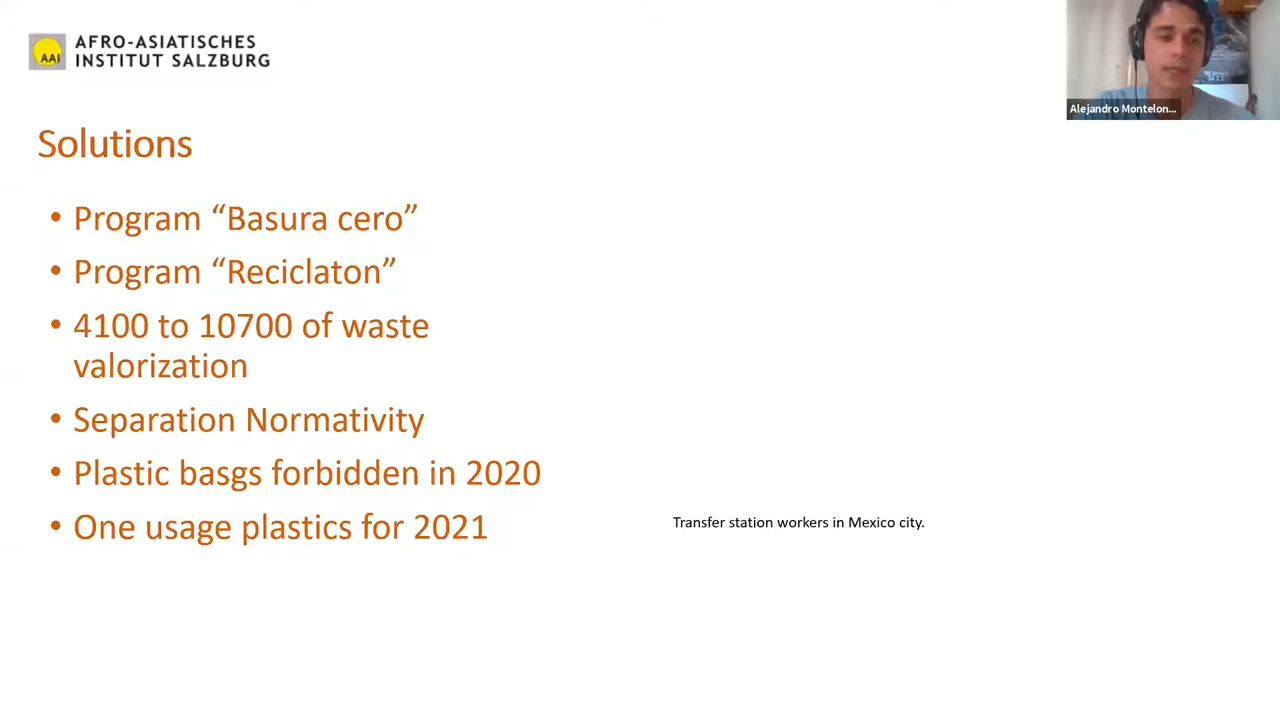 AFRO-ASIATISCHES
INSTITUT SALZBURG
AAI
Alejandro Montelon...
Solutions
• Program “Basura cero”
• Program “Reciclaton”
• 4100 to 10700 of waste
valorization
• Separation Normativity
• Plastic basgs forbidden in 2020
• One usage plastics for 2021
Transfer station workers in Mexico city.